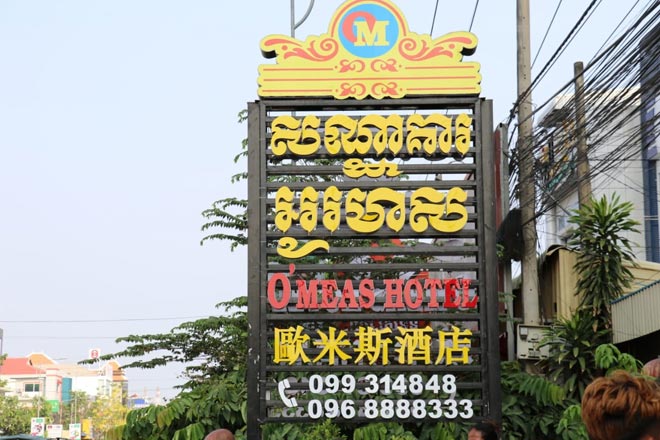 OM
សណ្ឋាគារ
អូរមាស
O'MEAS HOTEL
歐米斯酒店
099 314848
096 8888333